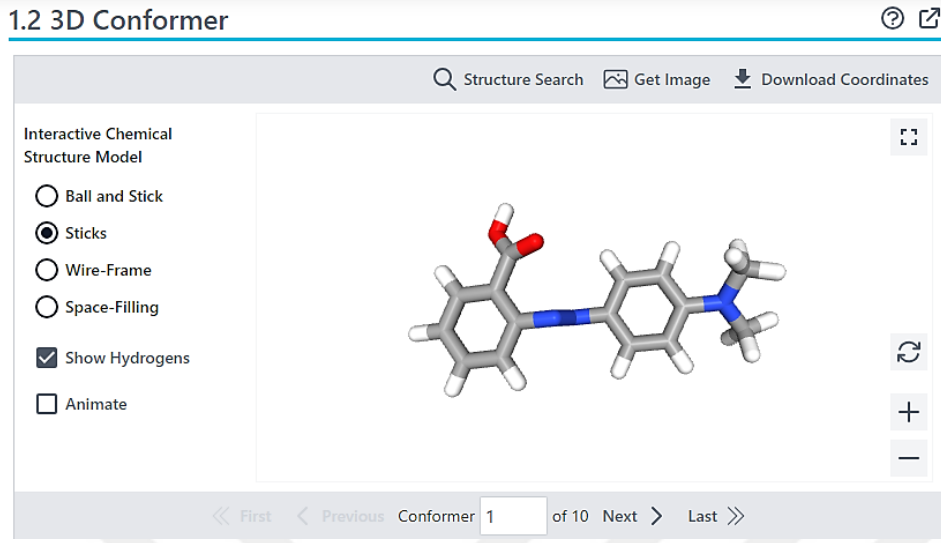 1.2 3D Conformer
Structure Search Get Image Download Coordinates
Interactive Chemical
Structure Model
Ball and Stick
Sticks
Wire-Frame
Space-Filling
Show Hydrogens
Animate
First Previous Conformer 1 of 10 Next Last